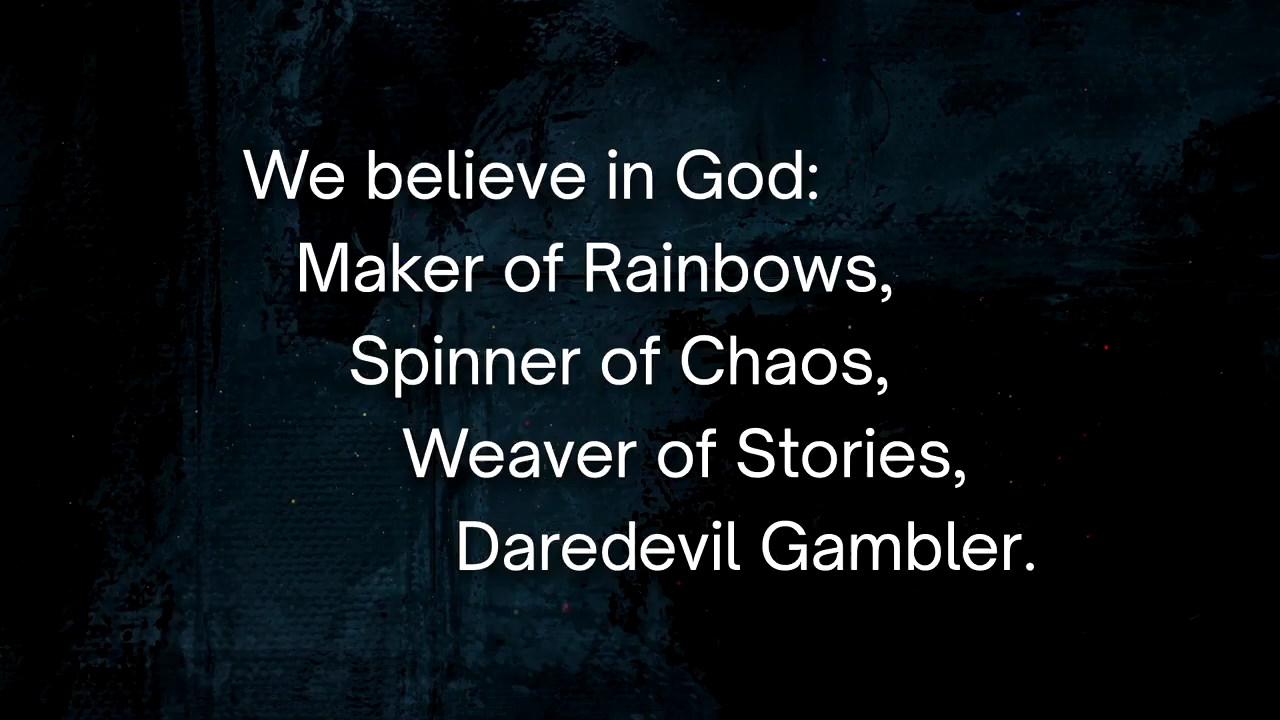 We believe in God:
Maker of Rainbows,
Spinner of Chaos,
Weaver of Stories,
Daredevil Gambler.